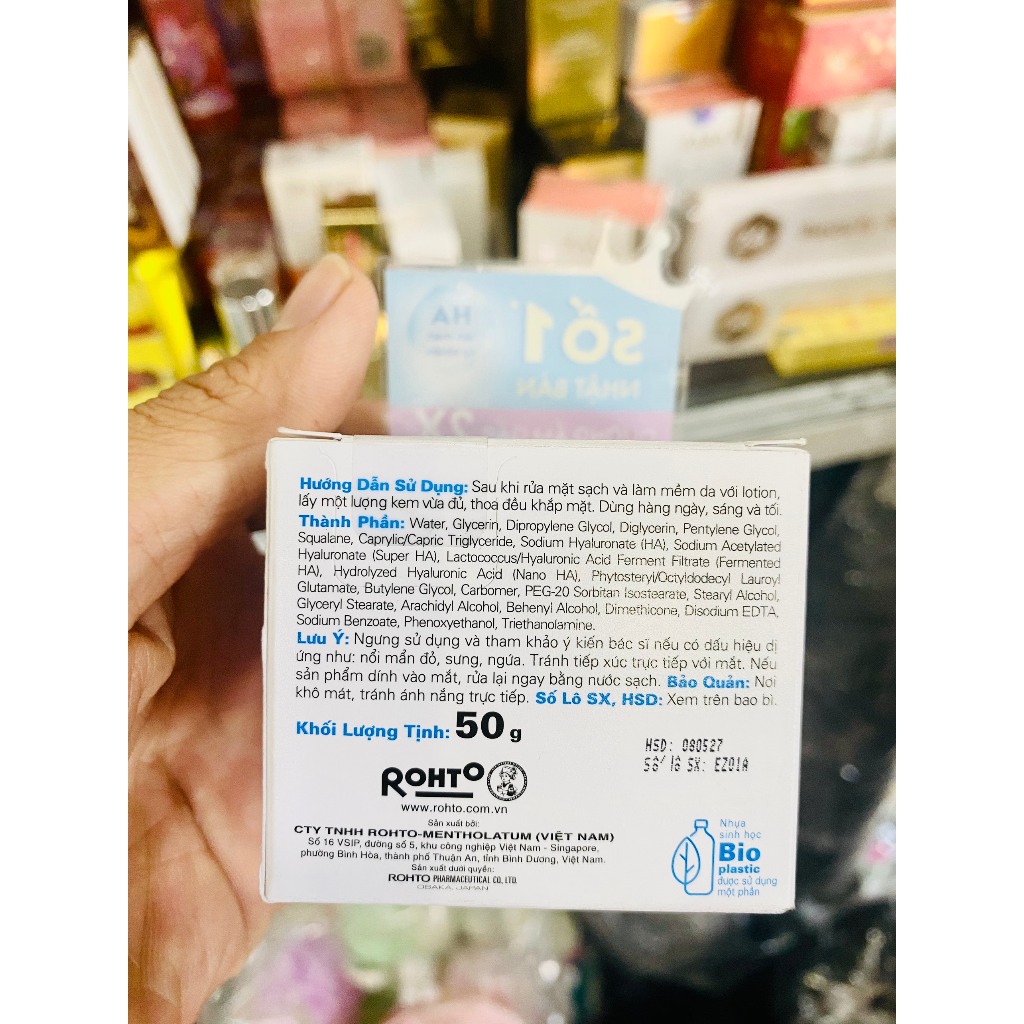 HA
SỐ 1
NHẬT BẢN
2X
Hướng Dẫn Sử Dụng: Sau khi rửa mặt sạch và làm mềm da với lotion,
lấy một lượng kem vừa đủ, thoa đều khắp mặt. Dùng hàng ngày, sáng và tối.
Thành Phần: Water, Glycerin, Dipropylene Glycol, Diglycerin, Pentylene Glycol,
Squalane, Caprylic/Capric Triglyceride, Sodium Hyaluronate (HA), Sodium Acetylated
Hyaluronate (Super HA), Lactococcus/Hyaluronic Acid Ferment Filtrate (Fermented
HA), Hydrolyzed Hyaluronic Acid (Nano HA), Phytosteryl/Octyldodecyl Lauroyl
Glutamate, Butylene Glycol, Carbomer, PEG-20 Sorbitan Isostearate, Stearyl Alcohol,
Glyceryl Stearate, Arachidyl Alcohol, Behenyl Alcohol, Dimethicone, Disodium EDTA,
Sodium Benzoate, Phenoxyethanol, Triethanolamine.
Lưu Ý: Ngưng sử dụng và tham khảo ý kiến bác sĩ nếu có dấu hiệu dị
ứng như: nổi mẩn đỏ, sưng, ngứa. Tránh tiếp xúc trực tiếp với mắt. Nếu
sản phẩm dính vào mắt, rửa lại ngay bằng nước sạch. Bảo Quản: Nơi
khô mát, tránh ánh nắng trực tiếp. Số Lô SX, HSD: Xem trên bao bì.
Khối Lượng Tịnh: 50 g
HSD: 080527
Số/ lô SX: EZ01A
ROHTO
www.rohto.com.vn
Sản xuất bởi:
CTY TNHH ROHTO-MENTHOLATUM (VIỆT NAM)
Số 16 VSIP, đường số 5, khu công nghiệp Việt Nam - Singapore,
phường Bình Hòa, thành phố Thuận An, tỉnh Bình Dương, Việt Nam.
Sản xuất dưới quyền:
ROHTO PHARMACEUTICAL CO., LTD.
OSAKA, JAPAN
Nhựa
sinh học
Bio
plastic
được sử dụng
một phần